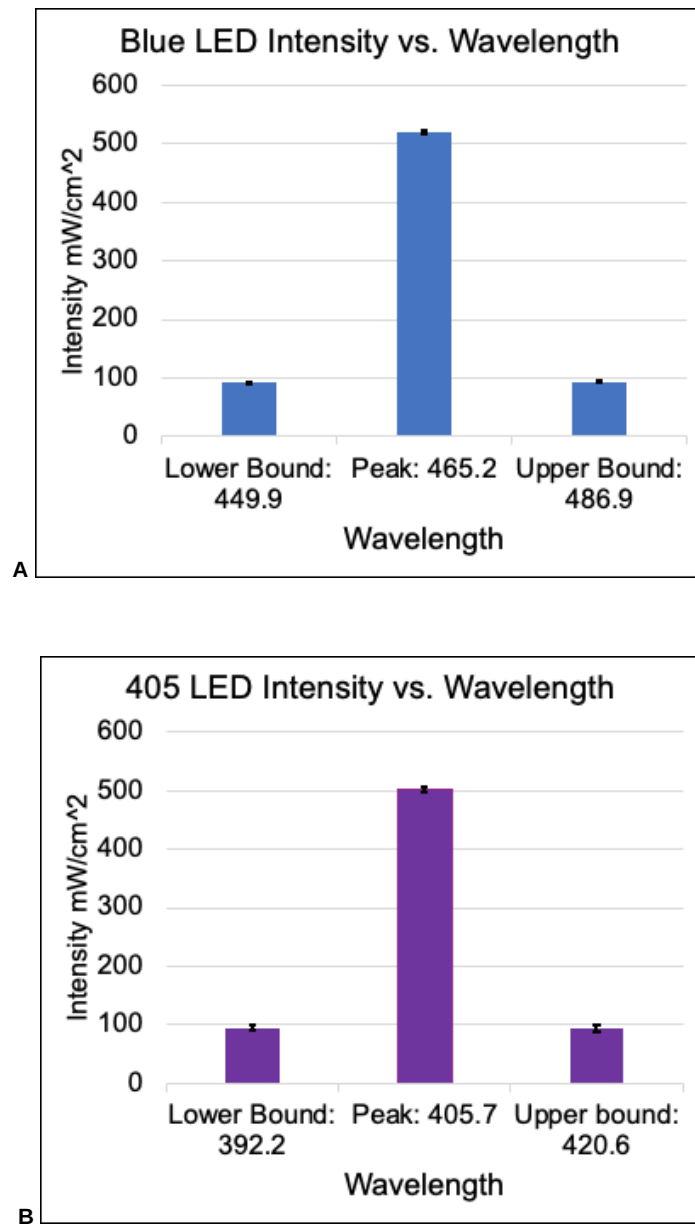 Blue LED Intensity vs. Wavelength
600
500
400
300
200
100
0
Intensity mW/cm^2
Lower Bound: Peak: 465.2 Upper Bound:
449.9 486.9
Wavelength
A
405 LED Intensity vs. Wavelength
600
500
400
300
200
100
0
Intensity mW/cm^2
Lower Bound: Peak: 405.7 Upper bound:
392.2 420.6
Wavelength
B